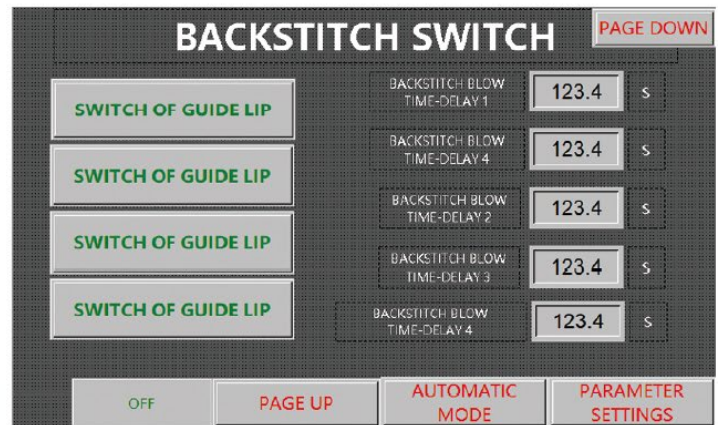 BACKSTITCH SWITCH
PAGE DOWN
SWITCH OF GUIDE LIP
SWITCH OF GUIDE LIP
SWITCH OF GUIDE LIP
SWITCH OF GUIDE LIP
BACKSTITCH BLOW
TIME-DELAY 1
123.4 s
BACKSTITCH BLOW
TIME-DELAY 4
123.4 s
BACKSTITCH BLOW
TIME-DELAY 2
123.4 s
BACKSTITCH BLOW
TIME-DELAY 3
123.4 s
BACKSTITCH BLOW
TIME-DELAY 4
123.4 s
OFF
PAGE UP
AUTOMATIC
MODE
PARAMETER
SETTINGS